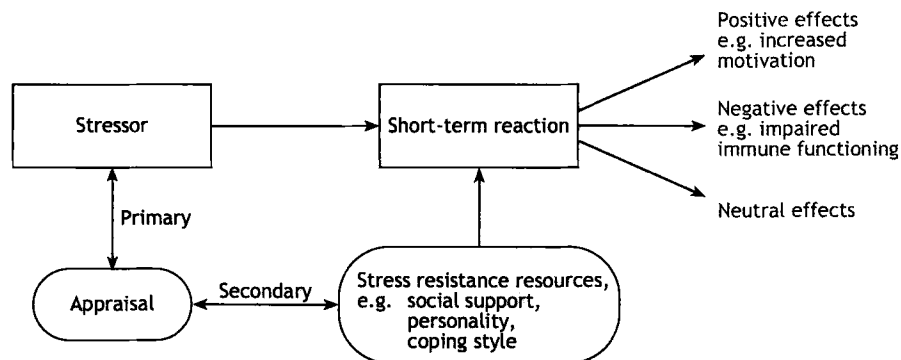 Positive effects
e.g. increased
motivation
Stressor
Short-term reaction
Negative effects
e.g. impaired
immune functioning
Primary
Neutral effects
Appraisal
Secondary
Stress resistance resources,
e.g. social support,
personality,
coping style